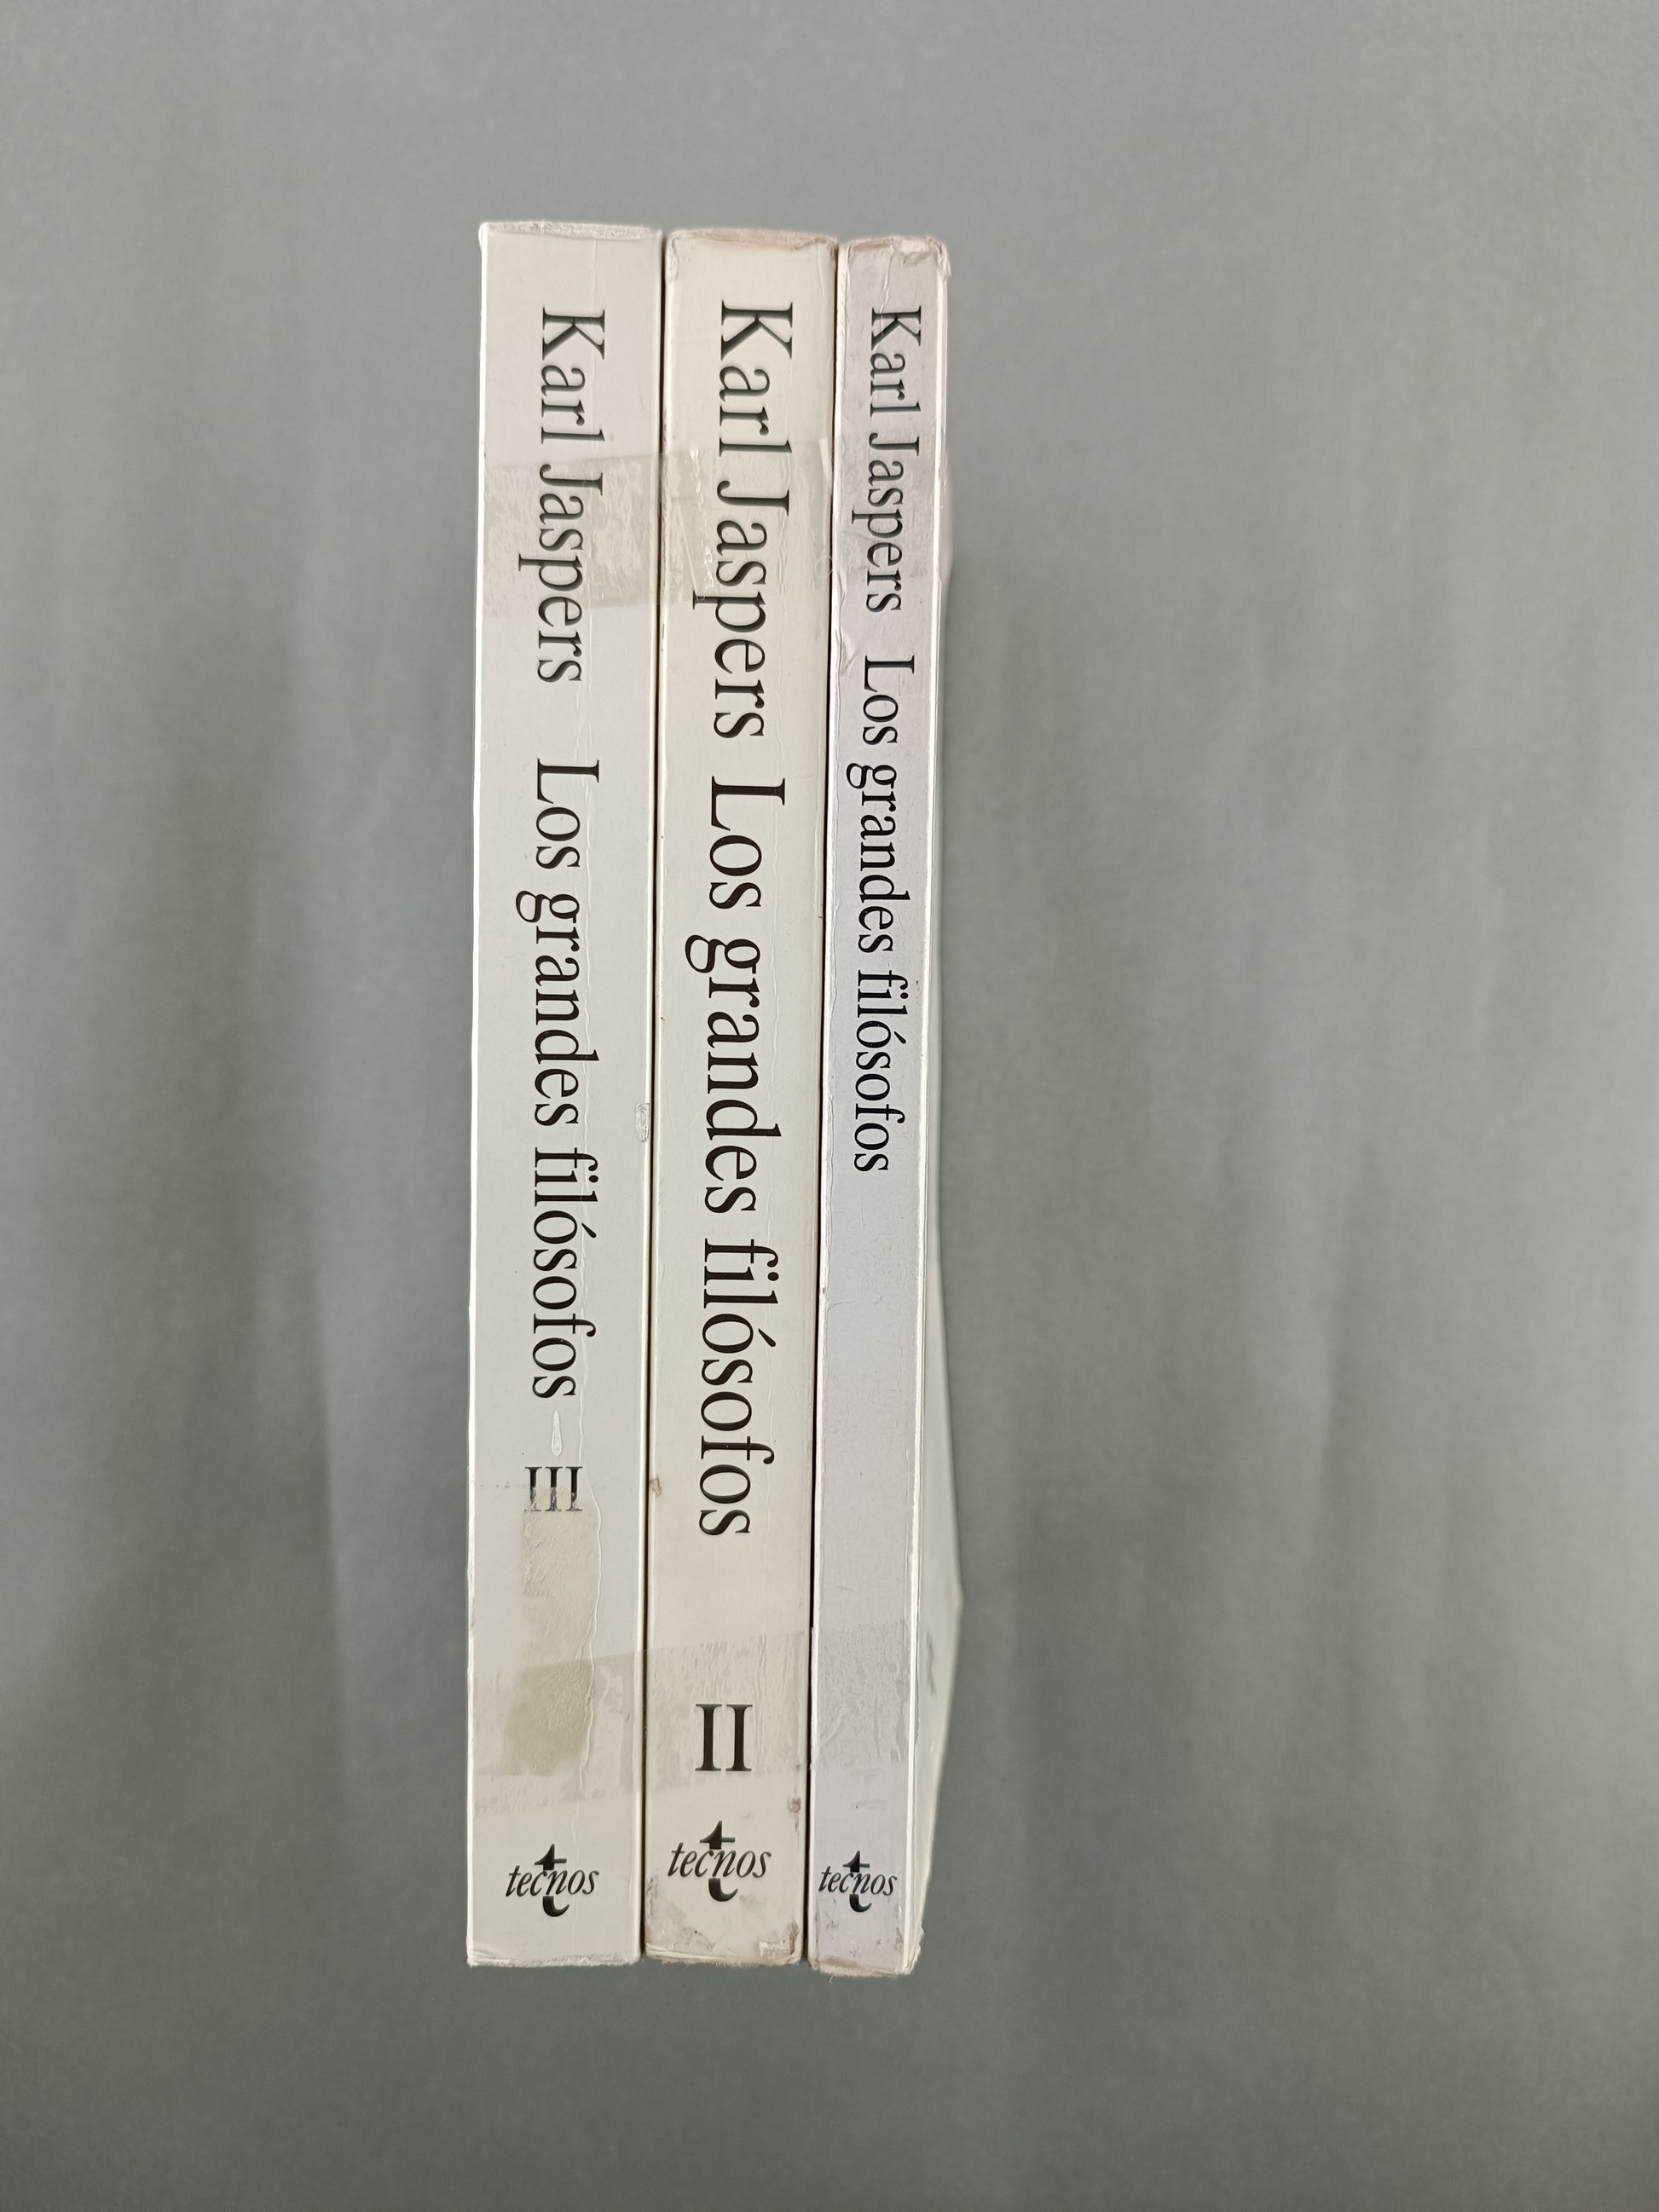 Karl Jaspers Los grandes filósofos III
tecnos
Karl Jaspers Los grandes filósofos II
tecnos
Karl Jaspers Los grandes filósofos
tecnos